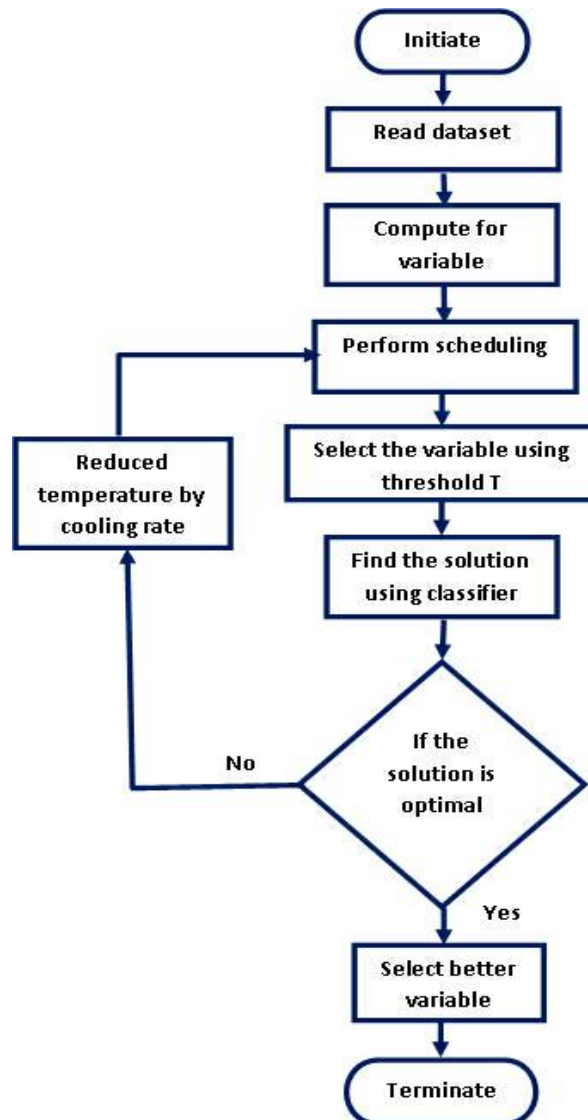 Initiate
Read dataset
Compute for
variable
Perform scheduling
Select the variable using
threshold T
Reduced
temperature by
cooling rate
Find the solution
using classifier
If the
solution is
optimal
No
Yes
Select better
variable
Terminate